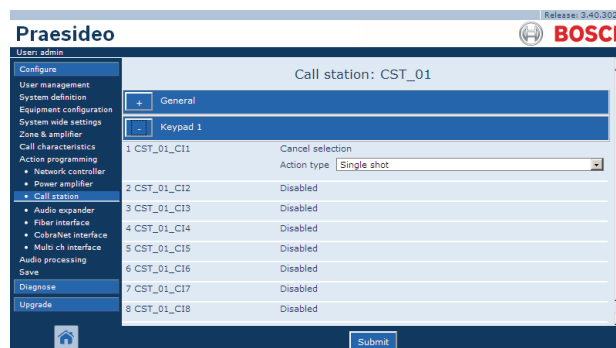 Release: 3.40.302
Praesideo
BOSCH
User: admin
Configure
User management
System definition
Equipment configuration
System wide settings
Zone & amplifier
Call characteristics
Action programming
• Network controller
• Power amplifier
• Call station
• Audio expander
• Fiber interface
• CobraNet interface
• Multi ch interface
Audio processing
Save
Diagnose
Upgrade
Call station: CST_01
+ General
- Keypad 1
1 CST_01_CI1 Cancel selection
Action type Single shot
2 CST_01_CI2 Disabled
3 CST_01_CI3 Disabled
4 CST_01_CI4 Disabled
5 CST_01_CI5 Disabled
6 CST_01_CI6 Disabled
7 CST_01_CI7 Disabled
8 CST_01_CI8 Disabled
Submit